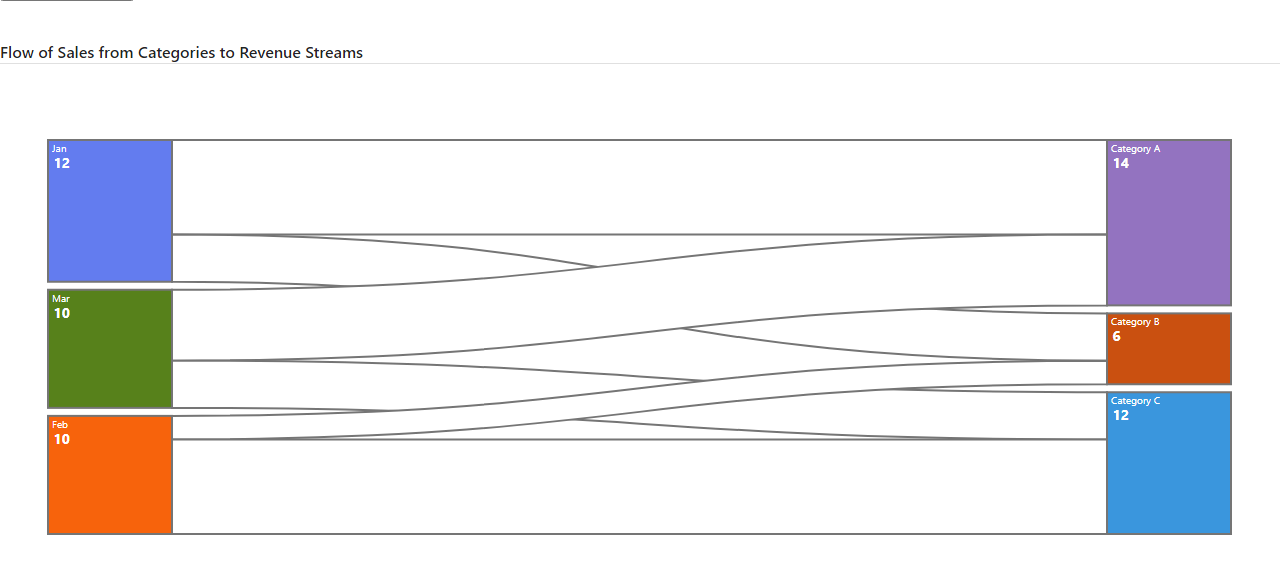 Flow of Sales from Categories to Revenue Streams
Jan
12
Mar
10
Feb
10
Category A
14
Category B
6
Category C
12